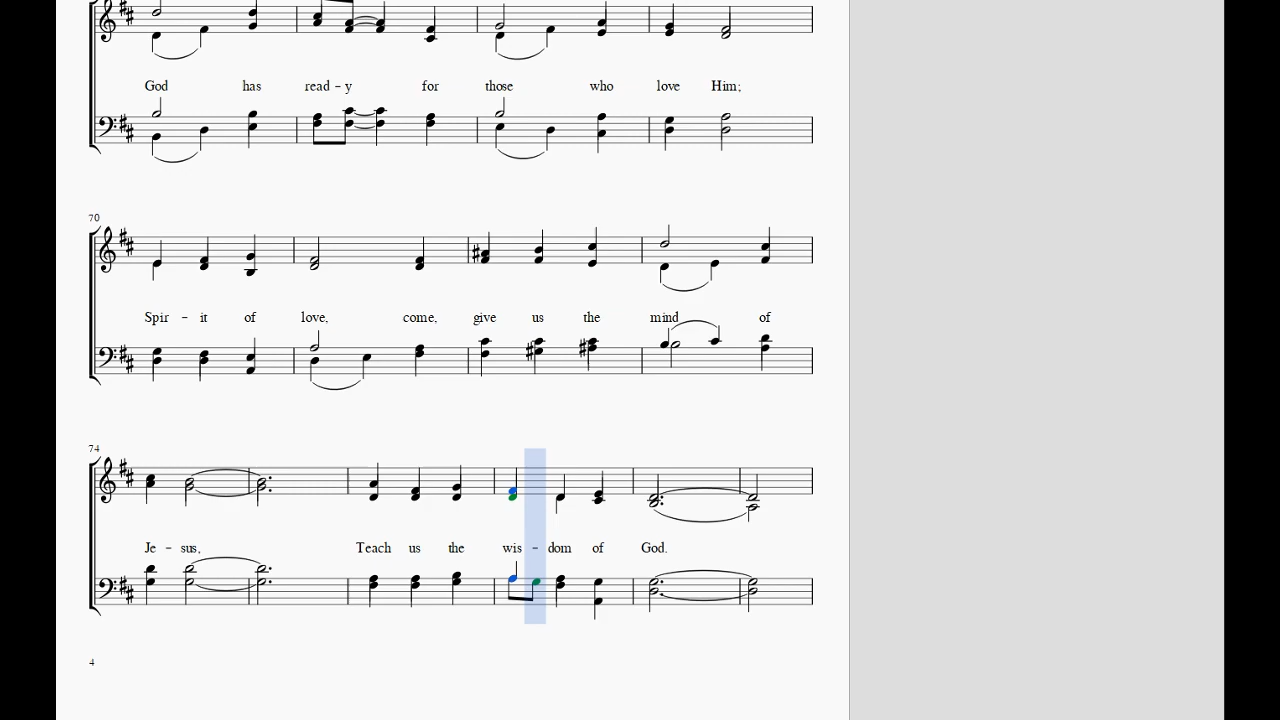 God has read – y for those who love Him;
70
Spir – it of love, come, give us the mind of
74
Je – sus, Teach us the wis – dom of God.
4